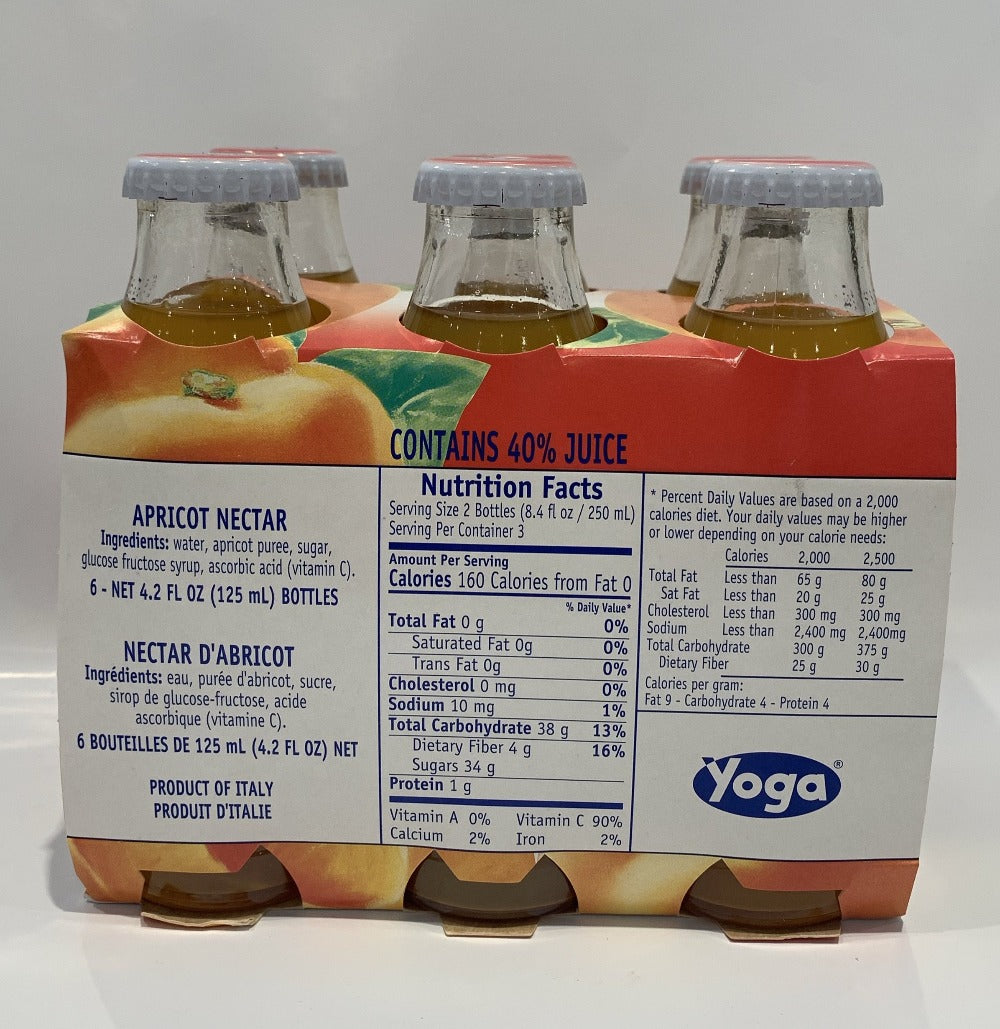 CONTAINS 40% JUICE
APRICOT NECTAR
Ingredients: water, apricot puree, sugar,
glucose fructose syrup, ascorbic acid (vitamin C).
6 - NET 4.2 FL OZ (125 mL) BOTTLES
NECTAR D'ABRICOT
Ingrédients: eau, purée d'abricot, sucre,
sirop de glucose-fructose, acide
ascorbique (vitamine C).
6 BOUTEILLES DE 125 mL (4.2 FL OZ) NET
PRODUCT OF ITALY
PRODUIT D'ITALIE
Nutrition Facts
Serving Size 2 Bottles (8.4 fl oz / 250 mL)
Serving Per Container 3
Amount Per Serving
Calories 160 Calories from Fat 0
% Daily Value*
Total Fat 0 g 0%
Saturated Fat 0g 0%
Trans Fat 0g 0%
Cholesterol 0 mg 0%
Sodium 10 mg 1%
Total Carbohydrate 38 g 13%
Dietary Fiber 4 g 16%
Sugars 34 g
Protein 1 g
Vitamin A 0% Vitamin C 90%
Calcium 2% Iron 2%
* Percent Daily Values are based on a 2,000
calories diet. Your daily values may be higher
or lower depending on your calorie needs:
Calories 2,000 2,500
Total Fat Less than 65 g 80 g
Sat Fat Less than 20 g 25 g
Cholesterol Less than 300 mg 300 mg
Sodium Less than 2,400 mg 2,400mg
Total Carbohydrate 300 g 375 g
Dietary Fiber 25 g 30 g
Calories per gram:
Fat 9 - Carbohydrate 4 - Protein 4
Yoga®